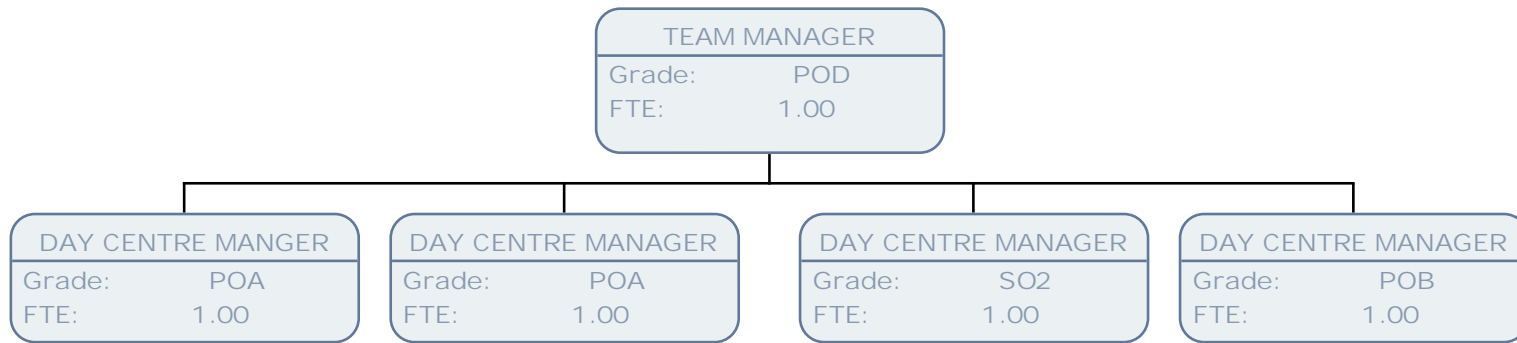 TEAM MANAGER
Grade: POD
FTE: 1.00
DAY CENTRE MANGER
Grade: POA
FTE: 1.00
DAY CENTRE MANAGER
Grade: POA
FTE: 1.00
DAY CENTRE MANAGER
Grade: SO2
FTE: 1.00
DAY CENTRE MANAGER
Grade: POB
FTE: 1.00